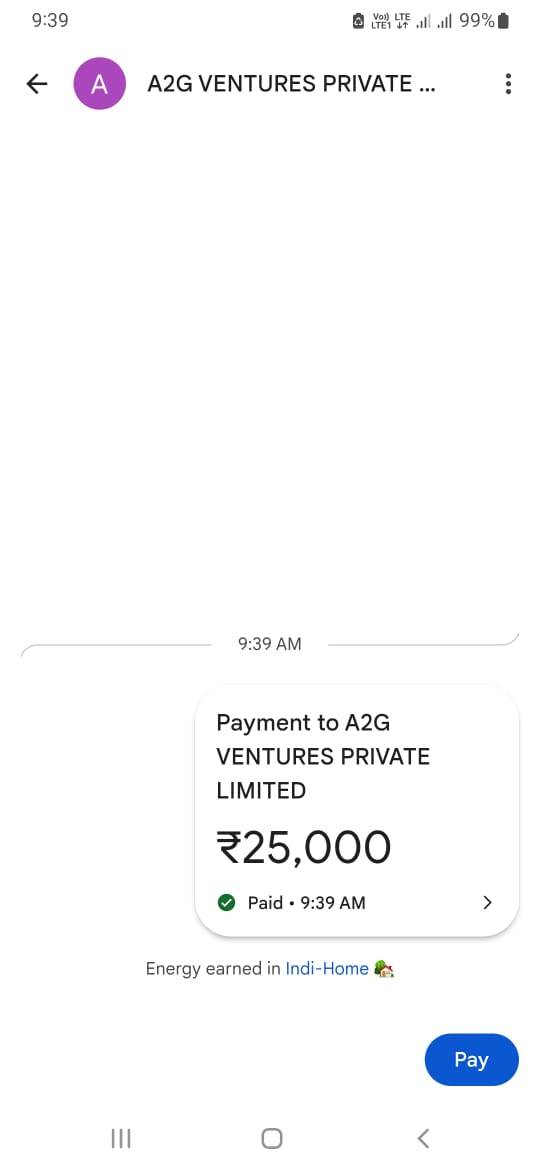 9:39
Vo) LTE
LTE1
99%
A
A2G VENTURES PRIVATE ...
9:39 AM
Payment to A2G
VENTURES PRIVATE
LIMITED
₹25,000
Paid • 9:39 AM
Energy earned in Indi-Home
Pay